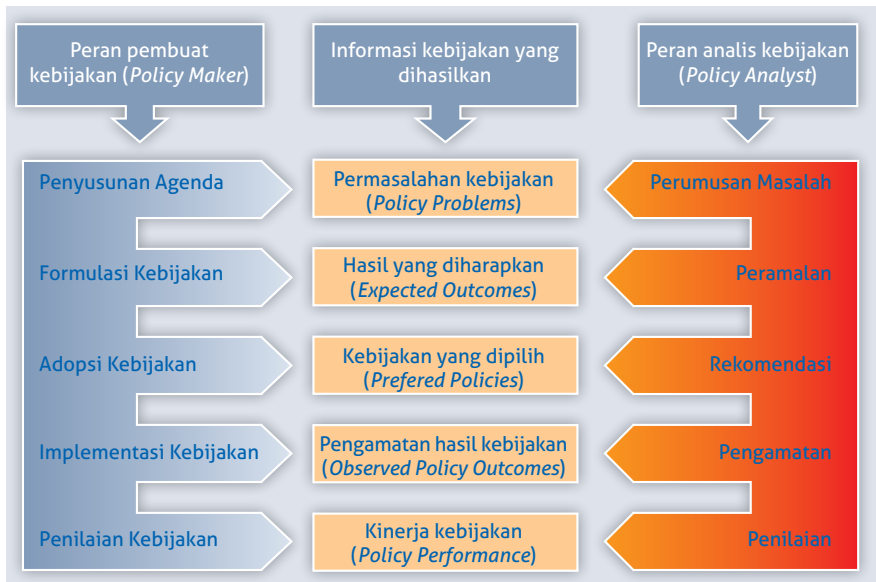 Peran pembuat
kebijakan (Policy Maker)
Informasi kebijakan yang
dihasilkan
Peran analis kebijakan
(Policy Analyst)
Penyusunan Agenda
Permasalahan kebijakan
(Policy Problems)
Perumusan Masalah
Formulasi Kebijakan
Hasil yang diharapkan
(Expected Outcomes)
Peramalan
Adopsi Kebijakan
Kebijakan yang dipilih
(Prefered Policies)
Rekomendasi
Implementasi Kebijakan
Pengamatan hasil kebijakan
(Observed Policy Outcomes)
Pengamatan
Penilaian Kebijakan
Kinerja kebijakan
(Policy Performance)
Penilaian